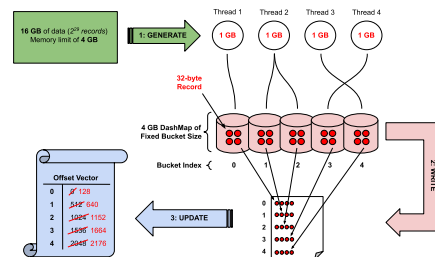 Thread 1 Thread 2 Thread 3 Thread 4
16 GB of data (2²⁹ records)
Memory limit of 4 GB
1: GENERATE
1 GB 1 GB 1 GB 1 GB
32-byte
Record
4 GB DashMap of
Fixed Bucket Size
Bucket Index 0 1 2 3 4
2: WRITE
Offset Vector
0 0 128
1 512 640
2 1024 1152
3 1536 1664
4 2048 2176
3: UPDATE
0
1
2
3
4